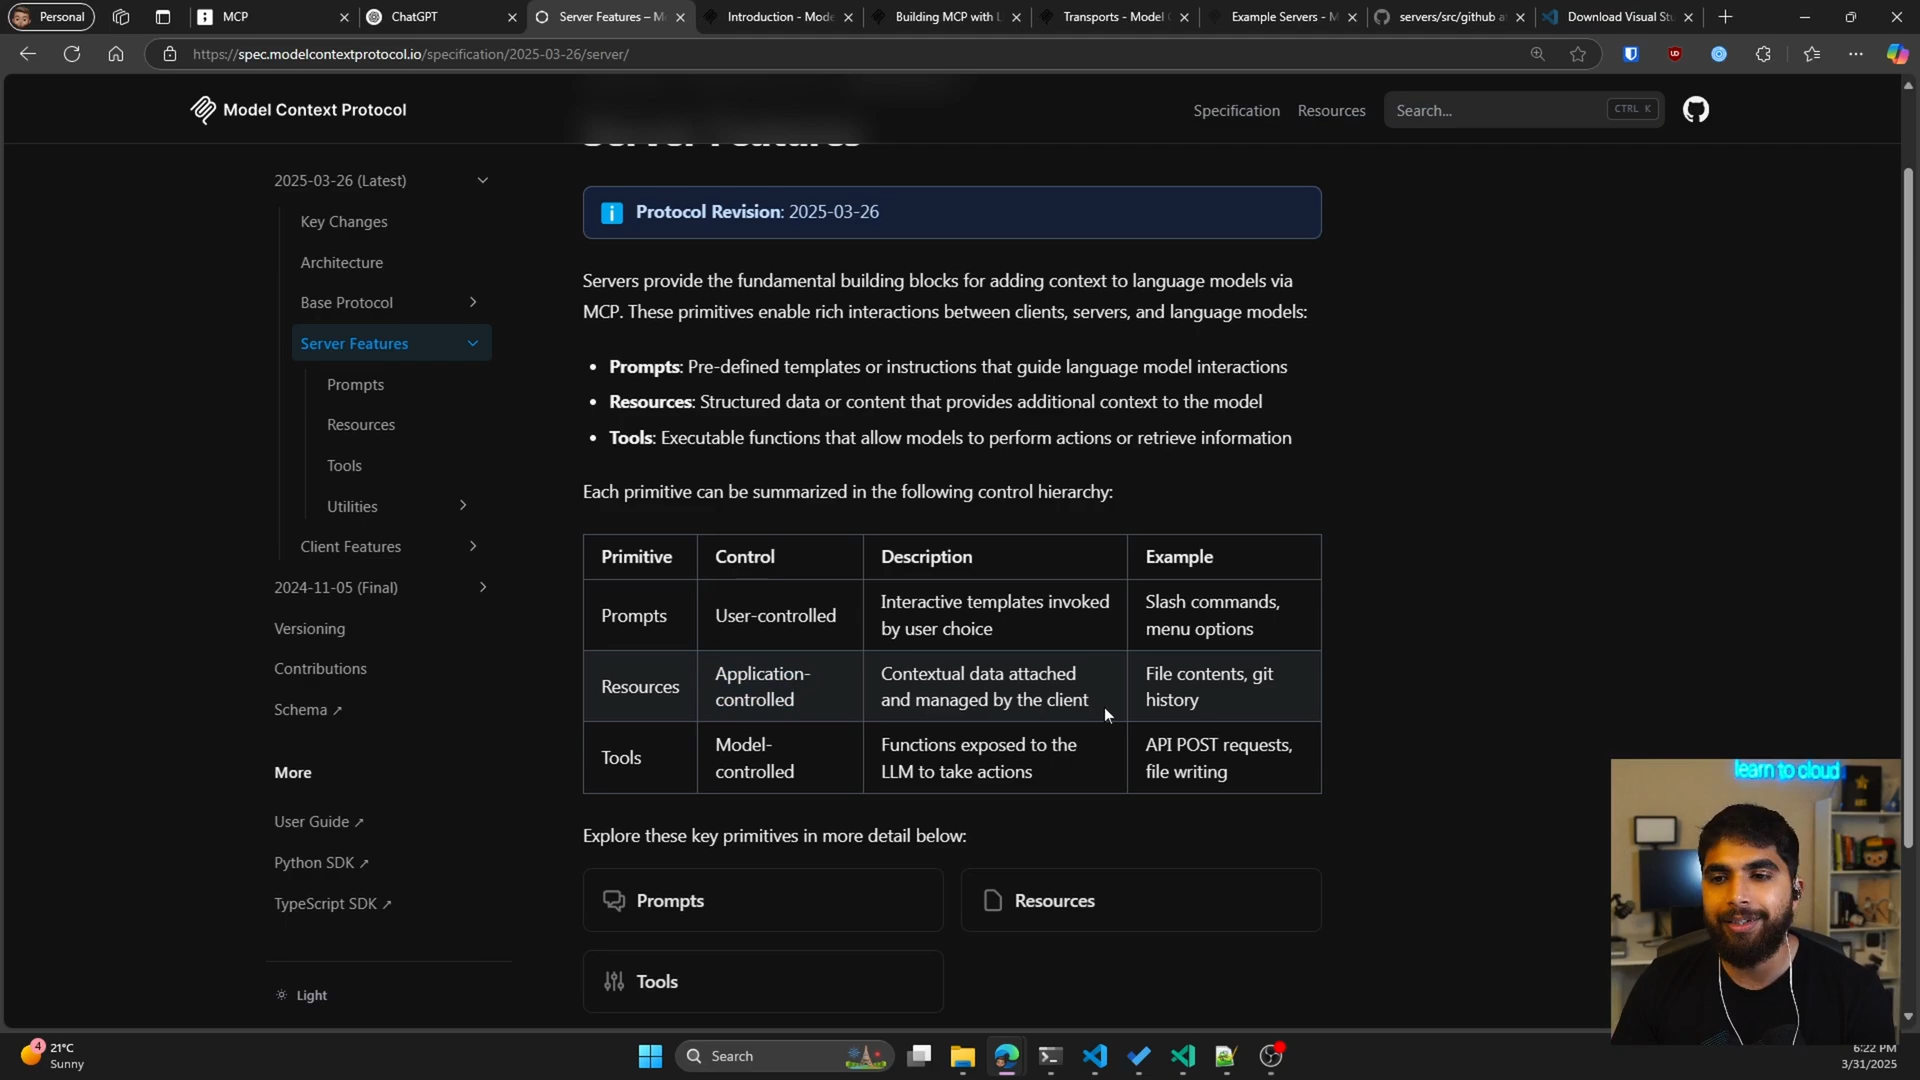 Personal
MCP
ChatGPT
Server Features – M
Introduction - Mode
Building MCP with L
Transports - Model C
Example Servers - M
servers/src/github a
Download Visual Stu
https://spec.modelcontextprotocol.io/specification/2025-03-26/server/
Model Context Protocol
Specification
Resources
Search...
CTRL K
Server Features
2025-03-26 (Latest)
Key Changes
Architecture
Base Protocol
Server Features
Prompts
Resources
Tools
Utilities
Client Features
2024-11-05 (Final)
Versioning
Contributions
Schema ↗
More
User Guide ↗
Python SDK ↗
TypeScript SDK ↗
Light
Protocol Revision: 2025-03-26
Servers provide the fundamental building blocks for adding context to language models via
MCP. These primitives enable rich interactions between clients, servers, and language models:
• Prompts: Pre-defined templates or instructions that guide language model interactions
• Resources: Structured data or content that provides additional context to the model
• Tools: Executable functions that allow models to perform actions or retrieve information
Each primitive can be summarized in the following control hierarchy:
Primitive Control Description Example
Prompts User-controlled Interactive templates invoked by user choice Slash commands, menu options
Resources Application-controlled Contextual data attached and managed by the client File contents, git history
Tools Model-controlled Functions exposed to the LLM to take actions API POST requests, file writing
Explore these key primitives in more detail below:
Prompts
Resources
Tools
learn to cloud
4
21°C
Sunny
Search
6:22 PM
3/31/2025